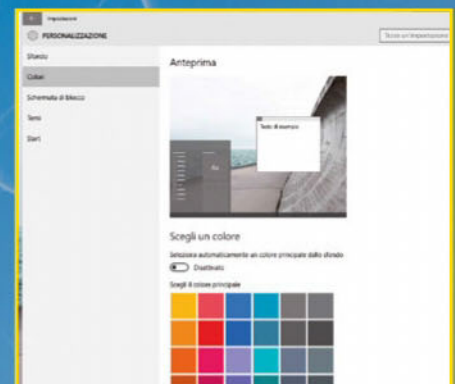 Impostazioni
PERSONALIZZAZIONE
Trova un'impostazione
Sfondo
Colori
Schermata di blocco
Temi
Start
Anteprima
Testo di esempio
Aa
Scegli un colore
Seleziona automaticamente un colore principale dallo sfondo
Disattivato
Scegli il colore principale